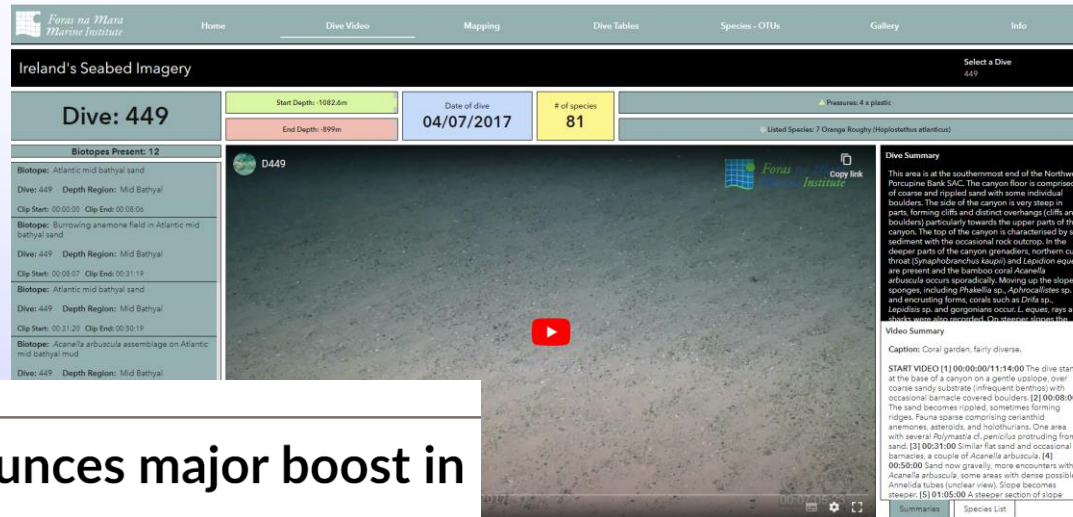 Foras na Mara
Marine Institute
Home
Dive Video
Mapping
Dive Tables
Species - OTUs
Gallery
Info
Ireland's Seabed Imagery
Select a Dive
449
Dive: 449
Start Depth: -1082.6m
End Depth: -899m
Date of dive
04/07/2017
# of species
81
Pressures: 4 x plastic
Listed Species: 7 Orange Roughy (Hoplostethus atlanticus)
Biotopes Present: 12
Biotope: Atlantic mid bathyal sand
Dive: 449 Depth Region: Mid Bathyal
Clip Start: 00:00:00 Clip End: 00:08:06
Biotope: Burrowing anemone field in Atlantic mid
bathyal sand
Dive: 449 Depth Region: Mid Bathyal
Clip Start: 00:08:07 Clip End: 00:31:19
Biotope: Atlantic mid bathyal sand
Dive: 449 Depth Region: Mid Bathyal
Clip Start: 00:31:20 Clip End: 00:50:19
Biotope: Acanella arbuscula assemblage on Atlantic
mid bathyal mud
Dive: 449 Depth Region: Mid Bathyal
D449
Foras
Institute
Copy link
Dive Summary
This area is at the southernmost end of the Northwe
Porcupine Bank SAC. The canyon floor is comprised
of coarse and rippled sand with some individual
boulders. The side of the canyon is very steep in
parts, forming cliffs and distinct overhangs (cliffs an
boulders) particularly towards the upper parts of th
canyon. The top of the canyon is characterised by s
sediment with the occasional rock outcrop. In the
deeper parts of the canyon grenadiers, northern cu
throat (Synaphobranchus kaupii) and Lepidion eque
are present and the bamboo coral Acanella
arbuscula occurs sporadically. Moving up the slope
sponges, including Phakellia sp., Aphrocallistes sp.
and encrusting forms, corals such as Drifa sp.,
Lepidisis sp. and gorgonians occur. L. eques, rays a
sharks were also recorded. On steeper slopes the
Video Summary
Caption: Coral garden, fairly diverse.
START VIDEO [1] 00:00:00/11:14:00 The dive start
at the base of a canyon on a gentle upslope, over
coarse sandy substrate (infrequent benthos) with
occasional barnacle covered boulders. [2] 00:08:00
The sand becomes rippled, sometimes forming
ridges. Fauna sparse comprising cerianthid
anemones, asteroids, and holothurians. One area
with several Polymastia cf. penicilus protruding from
sand. [3] 00:31:00 Similar flat sand and occasional
barnacles, a couple of Acanella arbuscula. [4]
00:50:00 Sand now gravelly, more encounters with
Acanella arbuscula, some areas with dense possible
Annelida tubes (unclear view). Slope becomes
steeper. [5] 01:05:00 A steeper section of slope
Summaries
Species List
unces major boost in